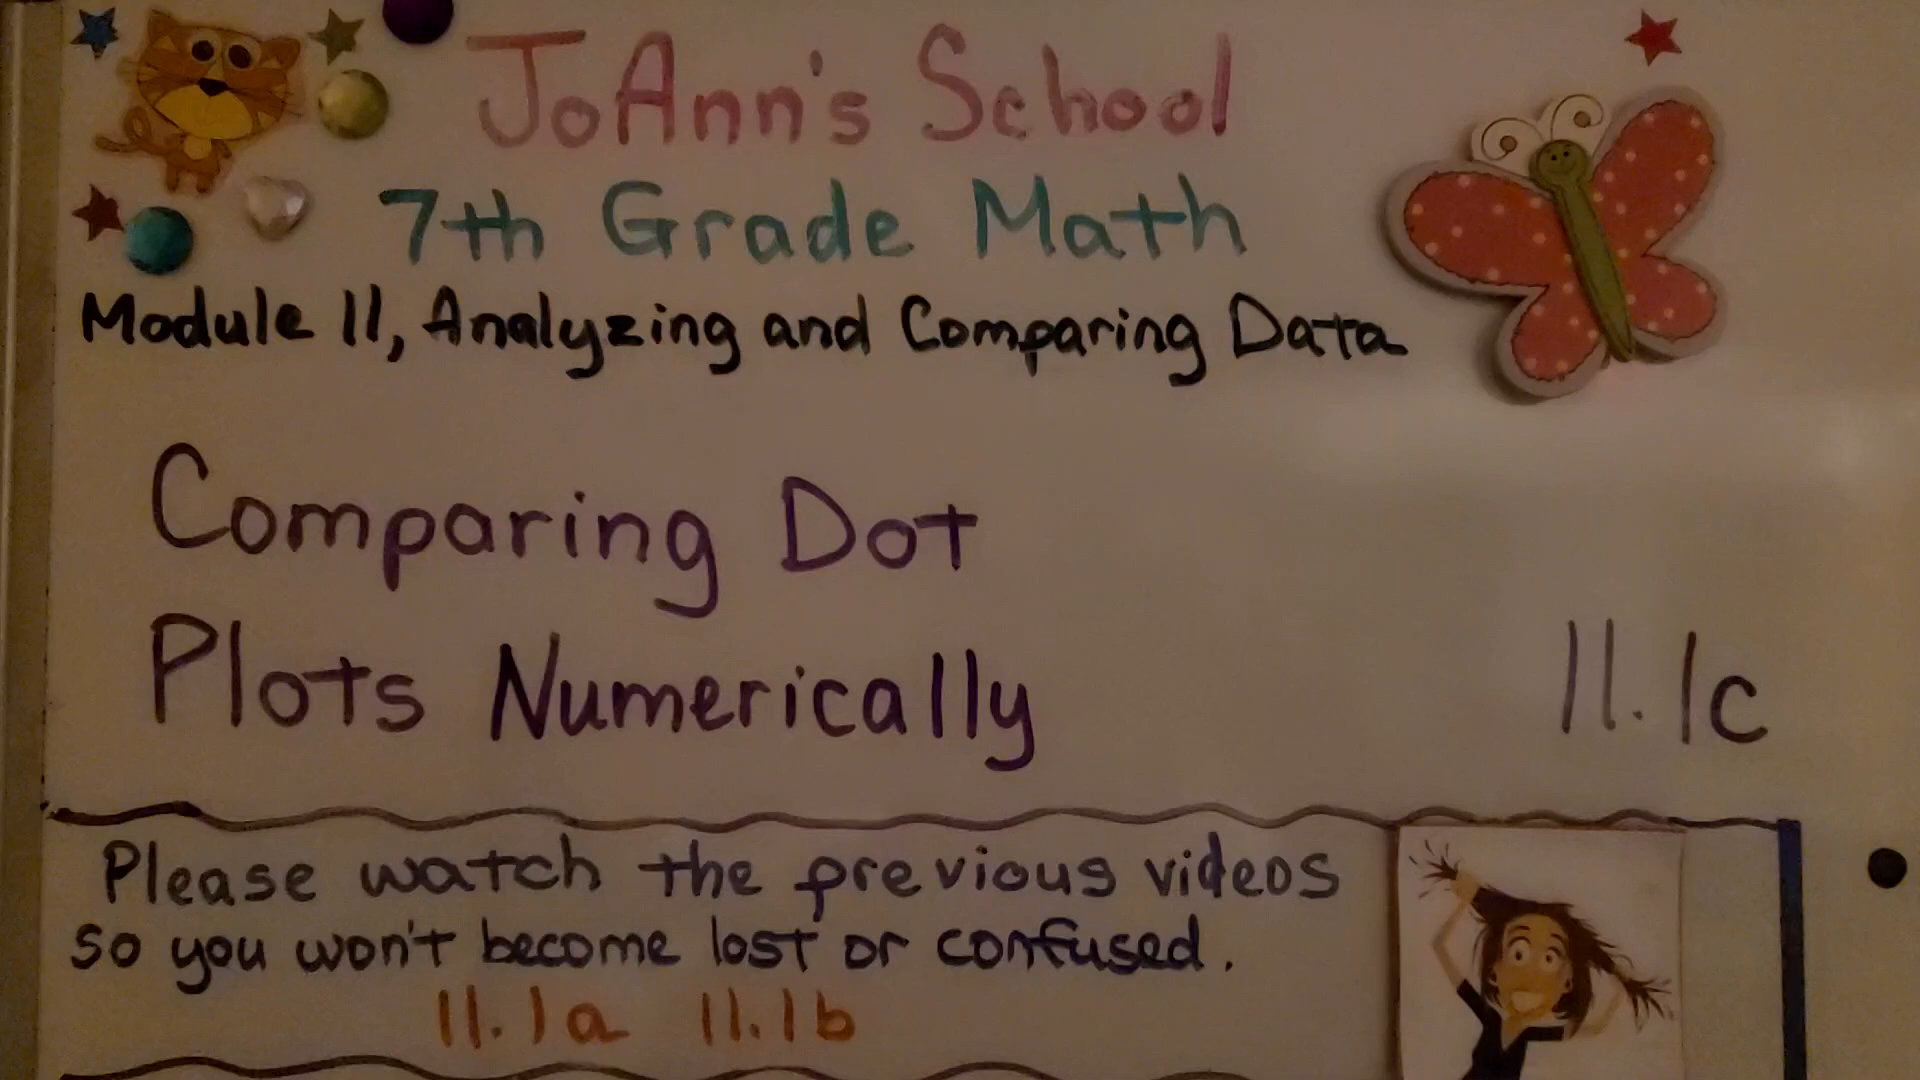 JoAnn's School
7th Grade Math
Module 11, Analyzing and Comparing Data
Comparing Dot
Plots Numerically
11.1c
Please watch the previous videos
so you won't become lost or confused.
11.1a 11.1b